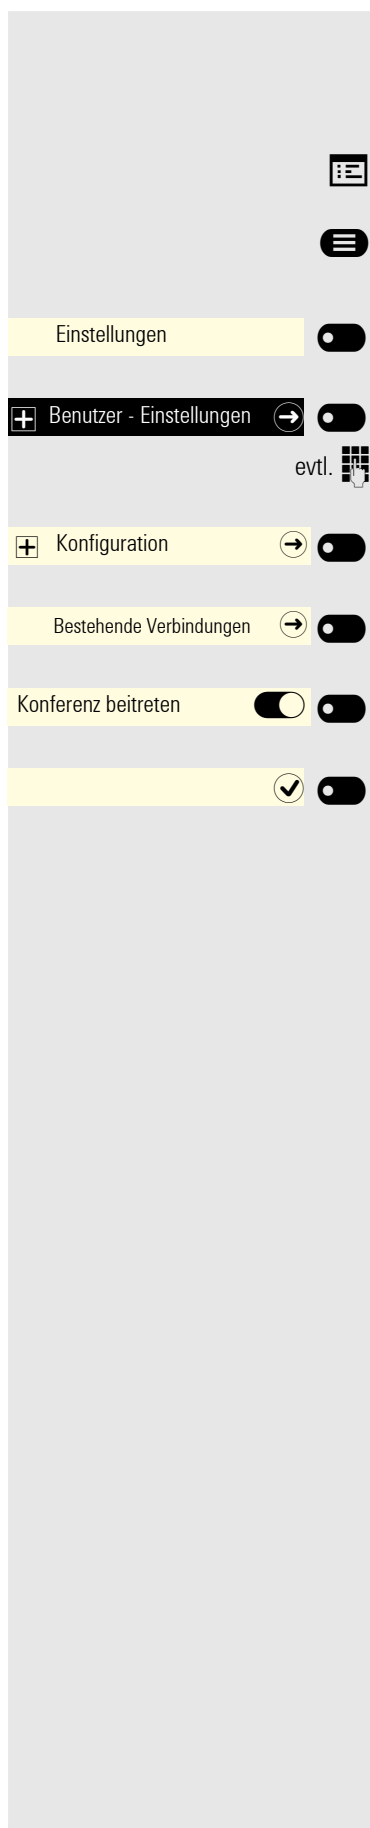 Einstellungen
Benutzer - Einstellungen
evtl.
Konfiguration
Bestehende Verbindungen
Konferenz beitreten